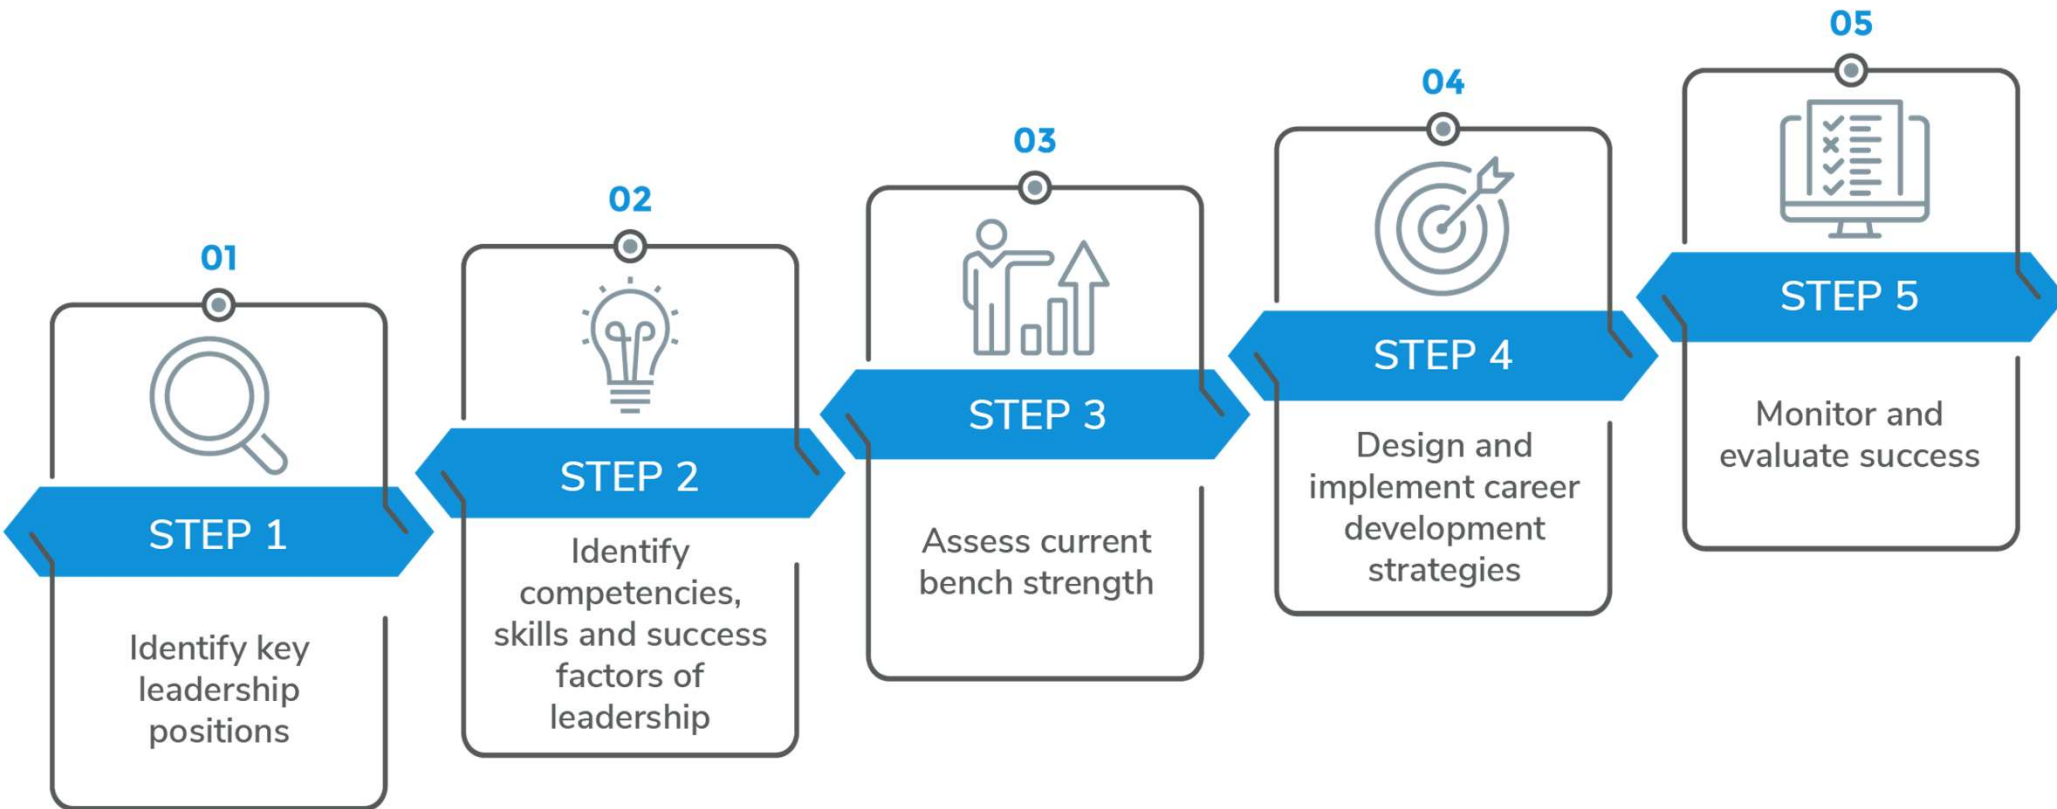 01
STEP 1
Identify key
leadership
positions
02
STEP 2
Identify
competencies,
skills and success
factors of
leadership
03
STEP 3
Assess current
bench strength
04
STEP 4
Design and
implement career
development
strategies
05
STEP 5
Monitor and
evaluate success